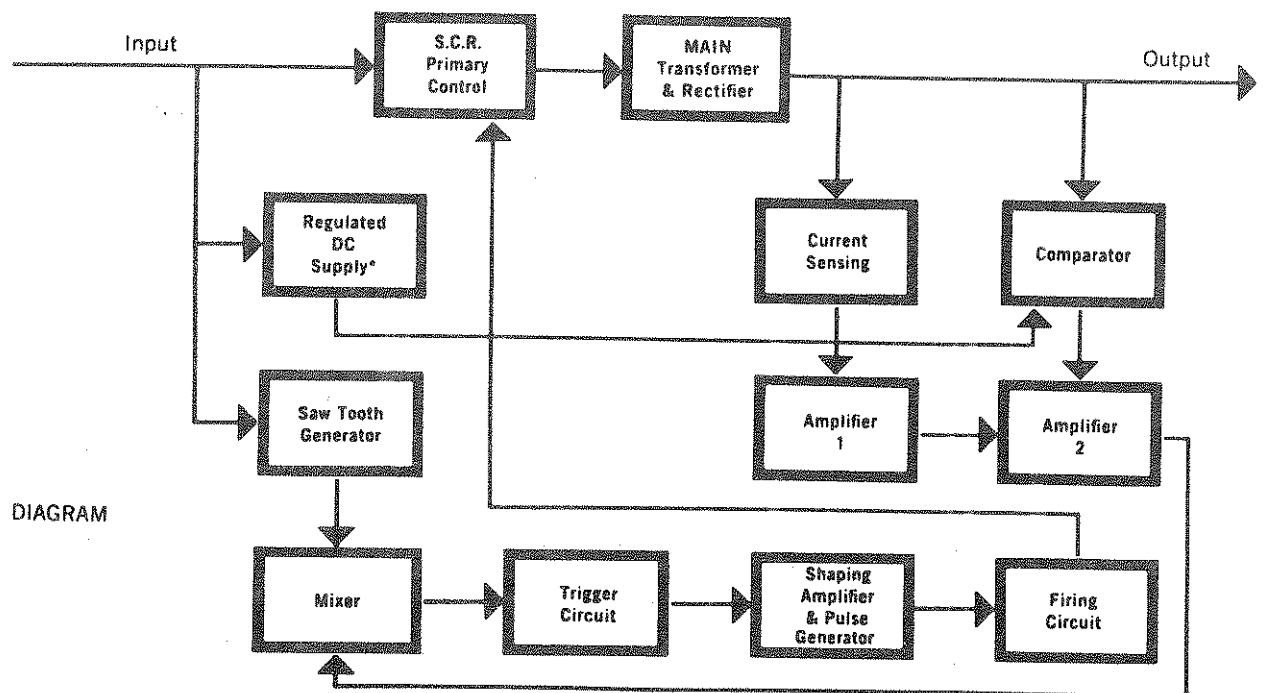 Input
S.C.R.
Primary
Control
MAIN
Transformer
& Rectifier
Output
Regulated
DC
Supply*
Current
Sensing
Comparator
Saw Tooth
Generator
Amplifier
1
Amplifier
2
DIAGRAM
Mixer
Trigger
Circuit
Shaping
Amplifier
& Pulse
Generator
Firing
Circuit